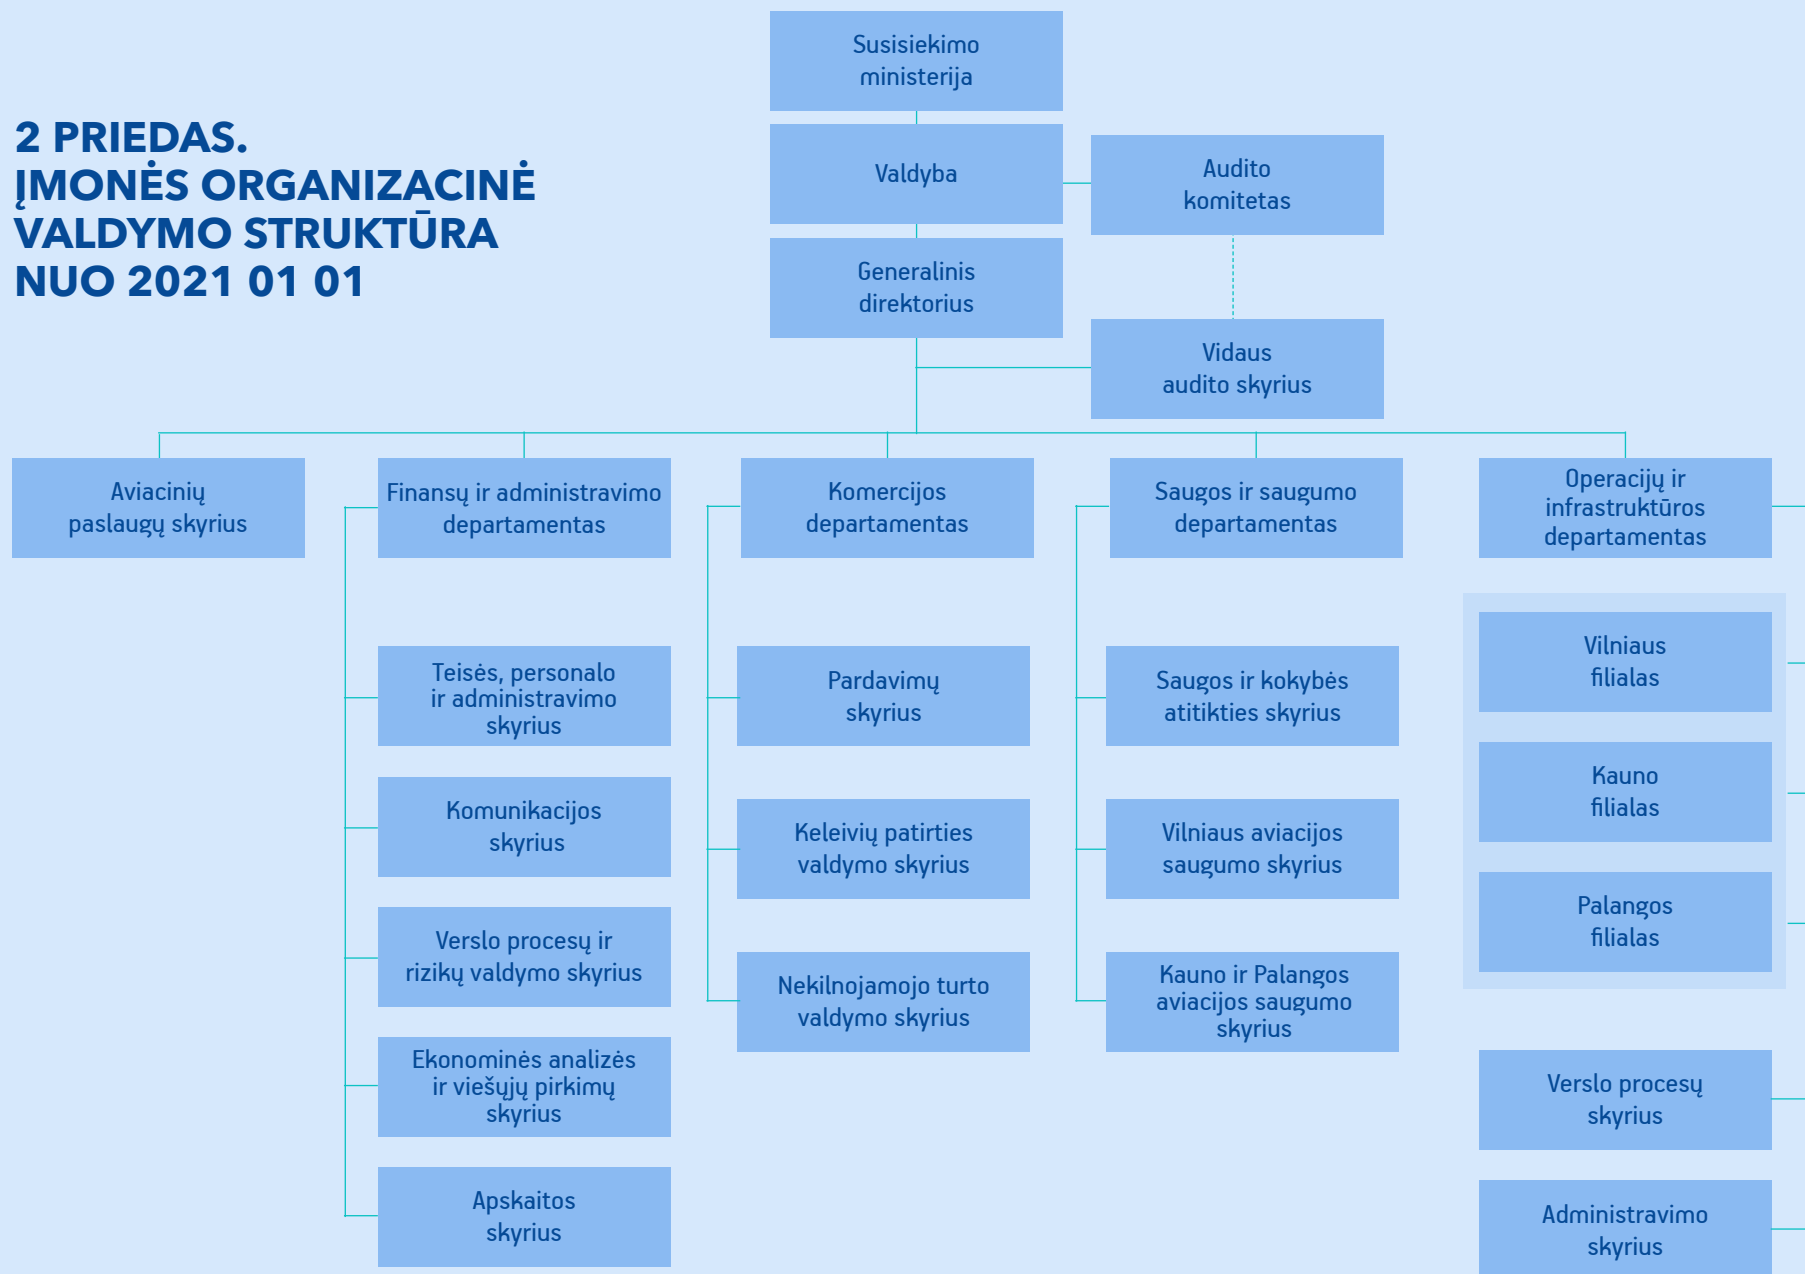 2 PRIEDAS.
ĮMONĖS ORGANIZACINĖ
VALDYMO STRUKTŪRA
NUO 2021 01 01
Susisiekimo
ministerija
Valdyba
Audito
komitetas
Generalinis
direktorius
Vidaus
audito skyrius
Aviacinių
paslaugų skyrius
Finansų ir administravimo
departamentas
Teisės, personalo
ir administravimo
skyrius
Komunikacijos
skyrius
Verslo procesų ir
rizikų valdymo skyrius
Ekonominės analizės
ir viešųjų pirkimų
skyrius
Apskaitos
skyrius
Komercijos
departamentas
Pardavimų
skyrius
Keleivių patirties
valdymo skyrius
Nekilnojamojo turto
valdymo skyrius
Saugos ir saugumo
departamentas
Saugos ir kokybės
atitikties skyrius
Vilniaus aviacijos
saugumo skyrius
Kauno ir Palangos
aviacijos saugumo
skyrius
Operacijų ir
infrastruktūros
departamentas
Vilniaus
filialas
Kauno
filialas
Palangos
filialas
Verslo procesų
skyrius
Administravimo
skyrius